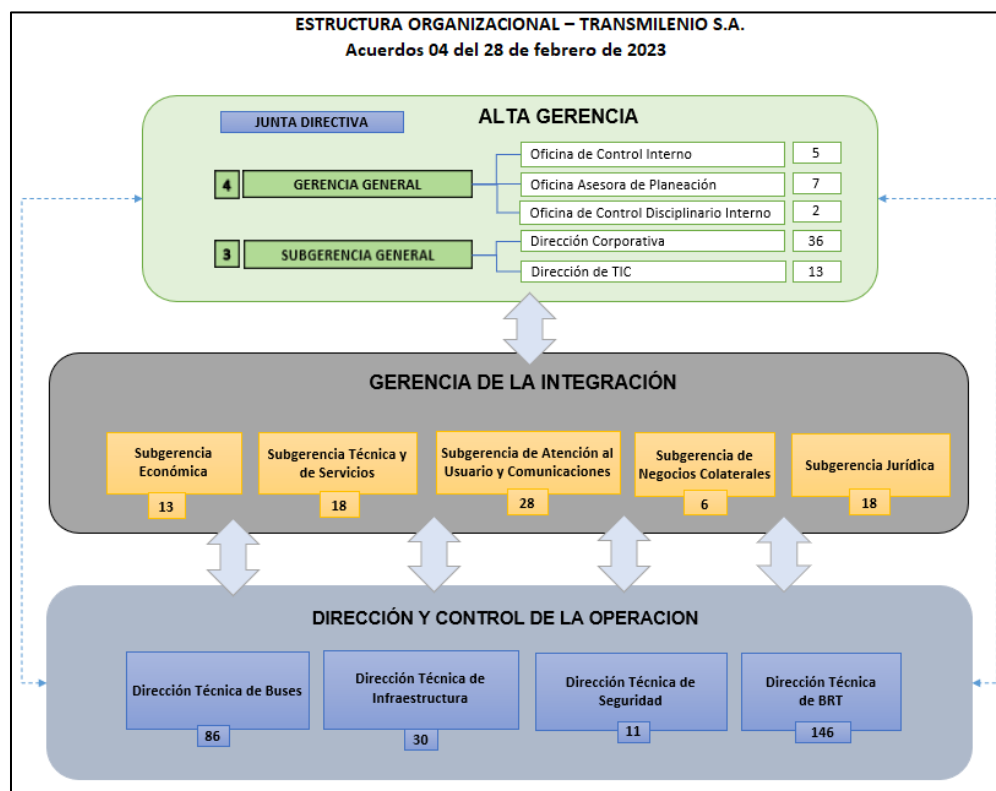 ESTRUCTURA ORGANIZACIONAL – TRANSMILENIO S.A.
Acuerdos 04 del 28 de febrero de 2023
ALTA GERENCIA
JUNTA DIRECTIVA
4
GERENCIA GENERAL
Oficina de Control Interno
5
Oficina Asesora de Planeación
7
Oficina de Control Disciplinario Interno
2
3
SUBGERENCIA GENERAL
Dirección Corporativa
36
Dirección de TIC
13
GERENCIA DE LA INTEGRACIÓN
Subgerencia
Económica
13
Subgerencia Técnica y
de Servicios
18
Subgerencia de Atención al
Usuario y Comunicaciones
28
Subgerencia de
Negocios Colaterales
6
Subgerencia Jurídica
18
DIRECCIÓN Y CONTROL DE LA OPERACION
Dirección Técnica de Buses
86
Dirección Técnica de
Infraestructura
30
Dirección Técnica de
Seguridad
11
Dirección Técnica
de BRT
146